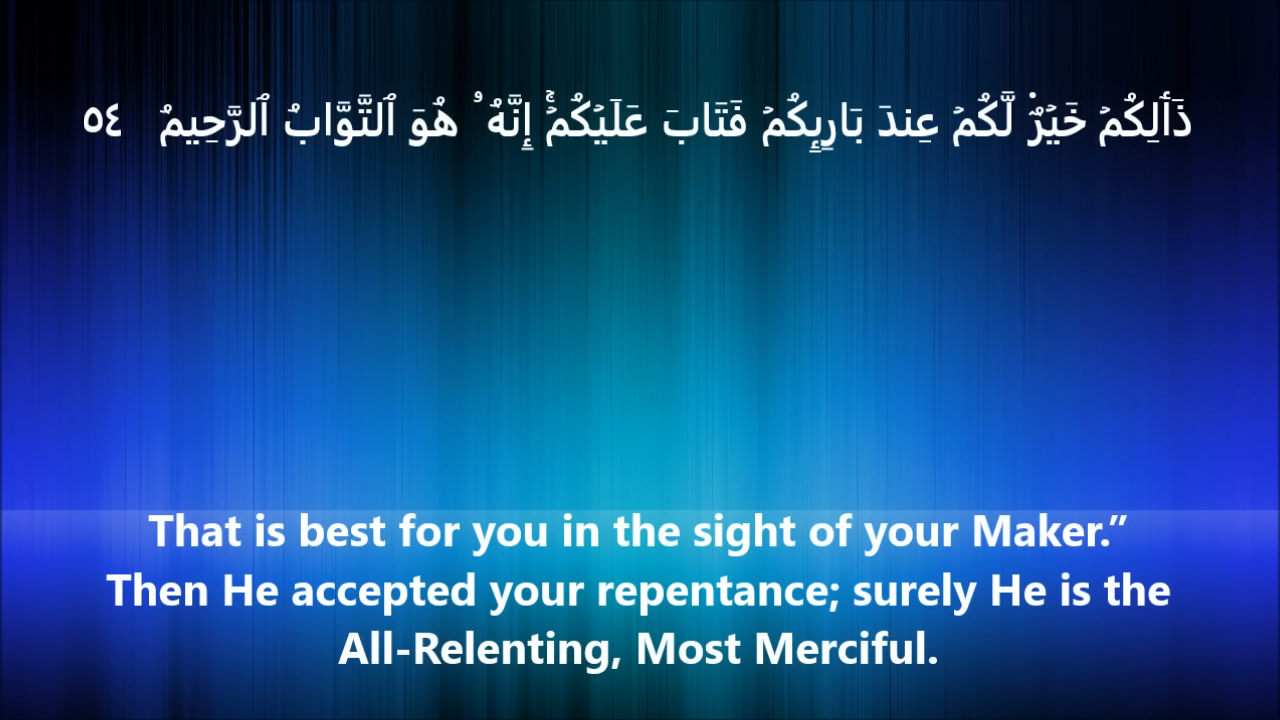 ذَٲلِكُمۡ خَيۡرٌ۬ لَّكُمۡ عِندَ بَارِٮِٕكُمۡ فَتَابَ عَلَيۡكُمۡ‌ۚ إِنَّهُ ۥ هُوَ ٱلتَّوَّابُ ٱلرَّحِيمُ ٥٤
That is best for you in the sight of your Maker.”
Then He accepted your repentance; surely He is the
All-Relenting, Most Merciful.